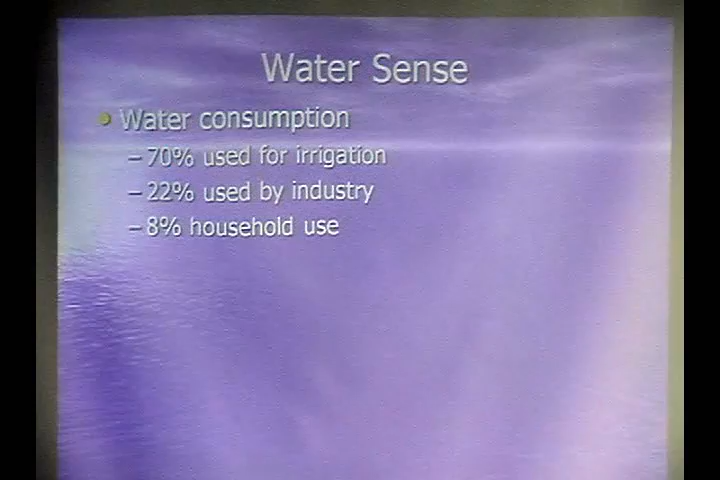 Water Sense
• Water consumption
– 70% used for irrigation
– 22% used by industry
– 8% household use